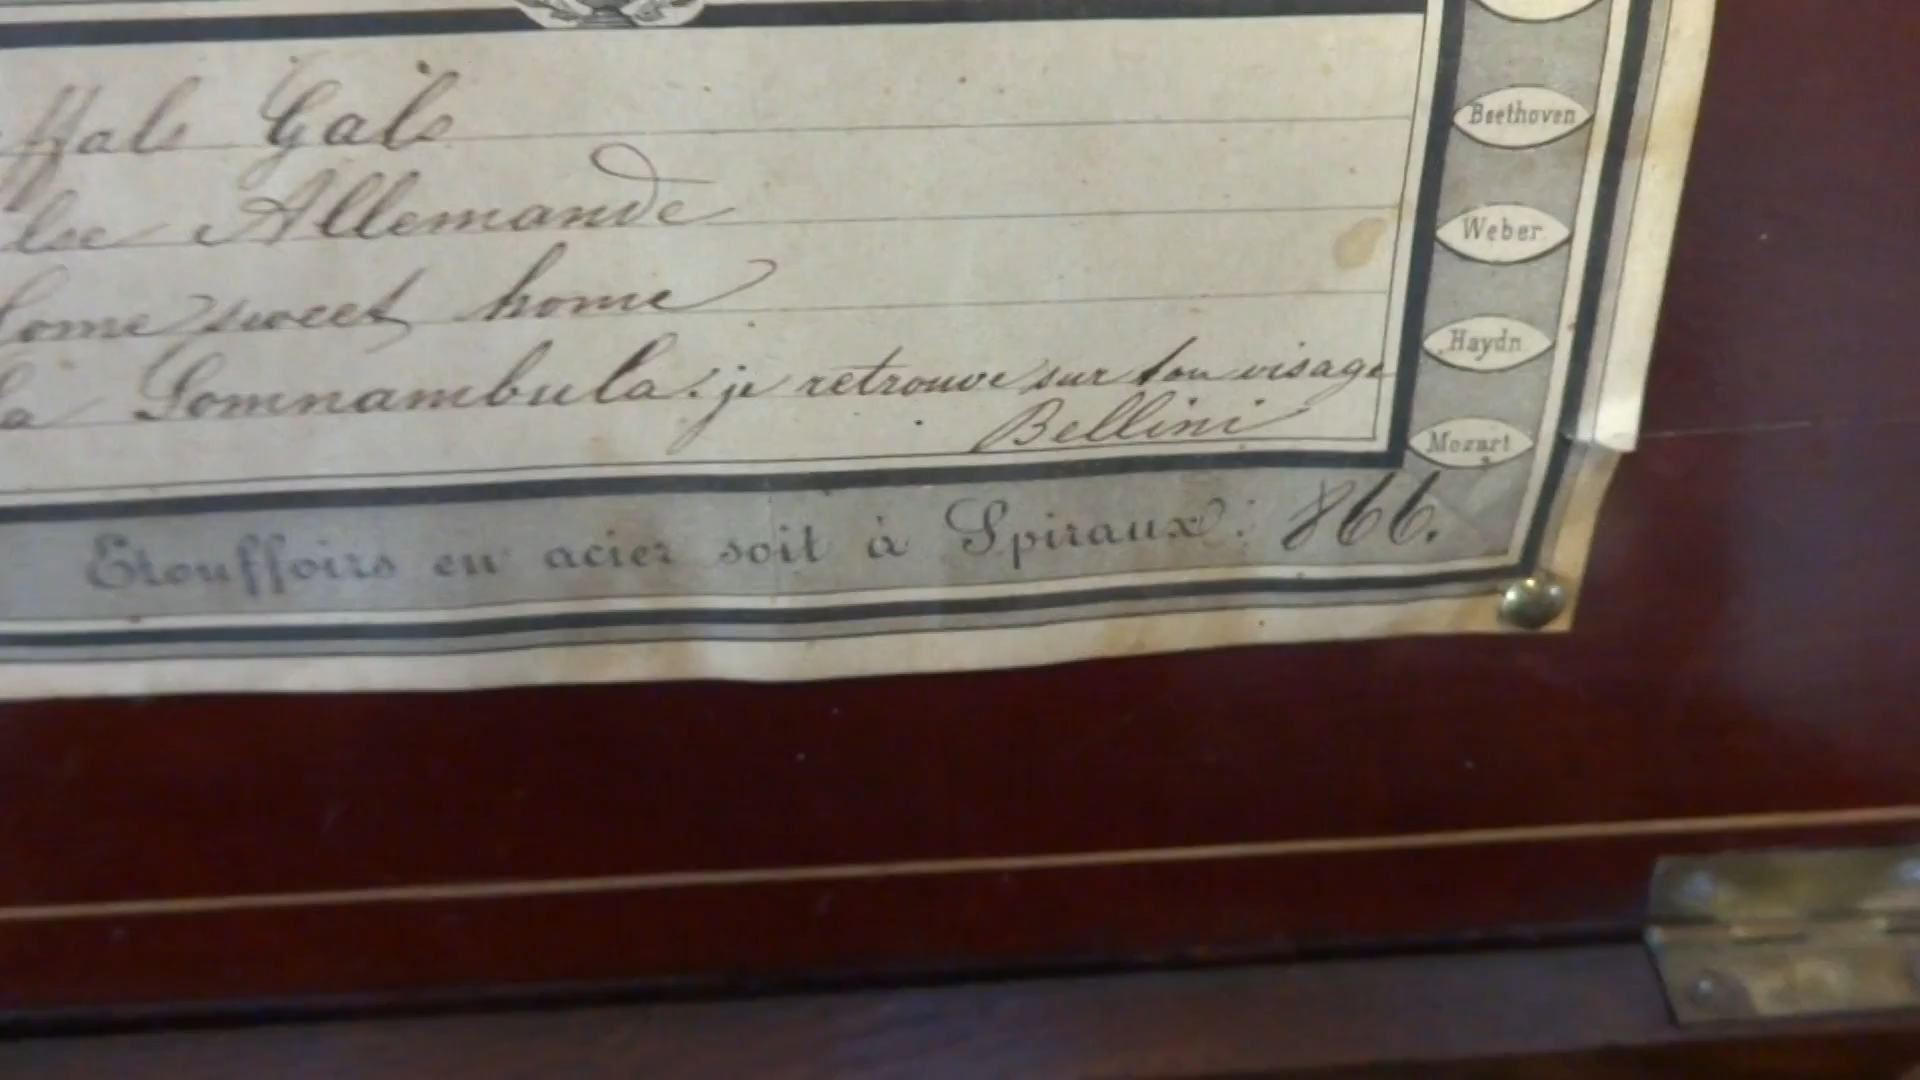 Gals
Allemande
sweet home
Somnambula. je retrouve sur ton visage
Bellini
Etouffoirs en acier soit à Spiraux: 866.
Beethoven
Weber
Haydn
Mozart